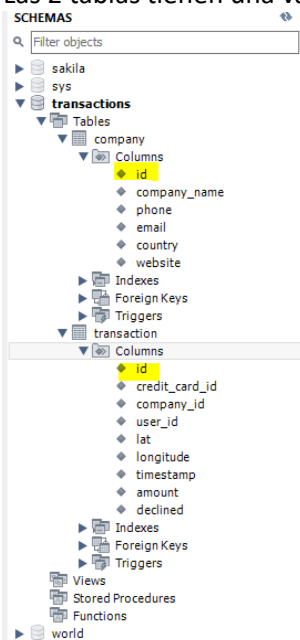 Las 2 tablas tienen una
SCHEMAS
Filter objects
sakila
sys
transactions
Tables
company
Columns
id
company_name
phone
email
country
website
Indexes
Foreign Keys
Triggers
transaction
Columns
id
credit_card_id
company_id
user_id
lat
longitude
timestamp
amount
declined
Indexes
Foreign Keys
Triggers
Views
Stored Procedures
Functions
world